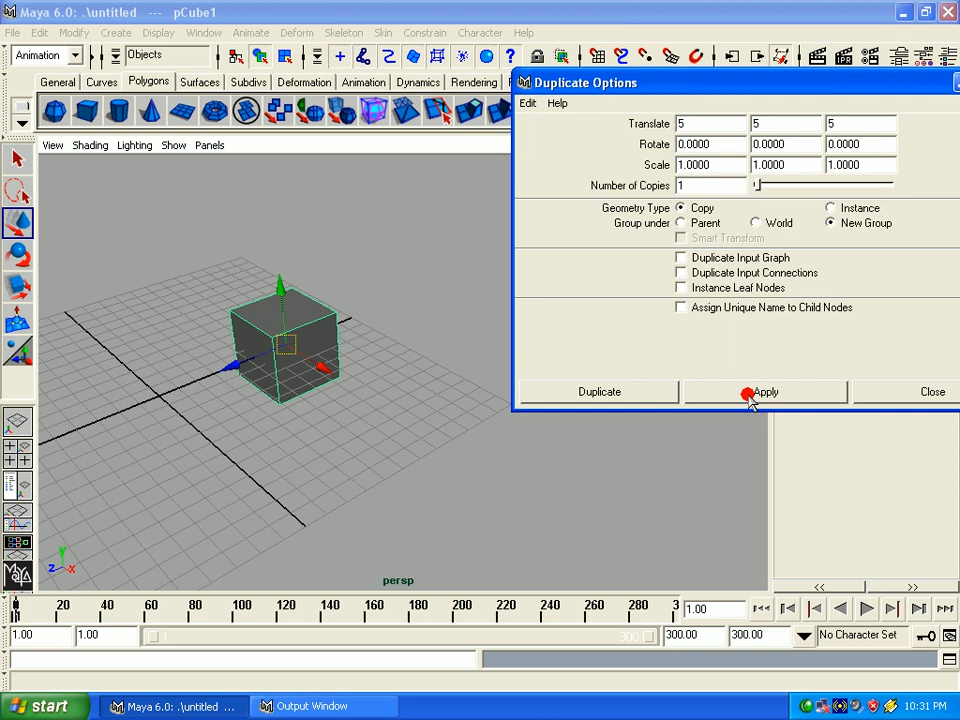 Maya 6.0: .\untitled --- pCube1
File Edit Modify Create Display Window Animate Deform Skeleton Skin Constrain Character Help
Animation Objects
General Curves Polygons Surfaces Subdivs Deformation Animation Dynamics Rendering
Duplicate Options
Edit Help
Translate 5 5 5
Rotate 0.0000 0.0000 0.0000
Scale 1.0000 1.0000 1.0000
Number of Copies 1
Geometry Type Copy Instance
Group under Parent World New Group
Smart Transform
Duplicate Input Graph
Duplicate Input Connections
Instance Leaf Nodes
Assign Unique Name to Child Nodes
Duplicate Apply Close
View Shading Lighting Show Panels
y
z x
persp
<< >>
20 40 60 80 100 120 140 160 180 200 220 240 260 280 3
1.00
1.00 1.00 1 300 300.00 300.00 No Character Set
start Maya 6.0: .\untitled ... Output Window 10:31 PM